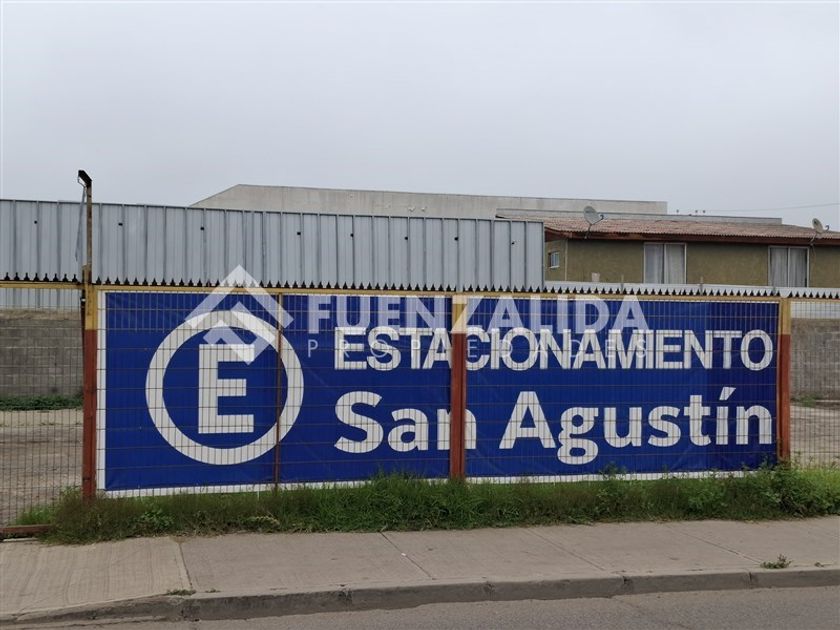 FUENZALIDA
PROPIEDADES
E
ESTACIONAMIENTO
San Agustín